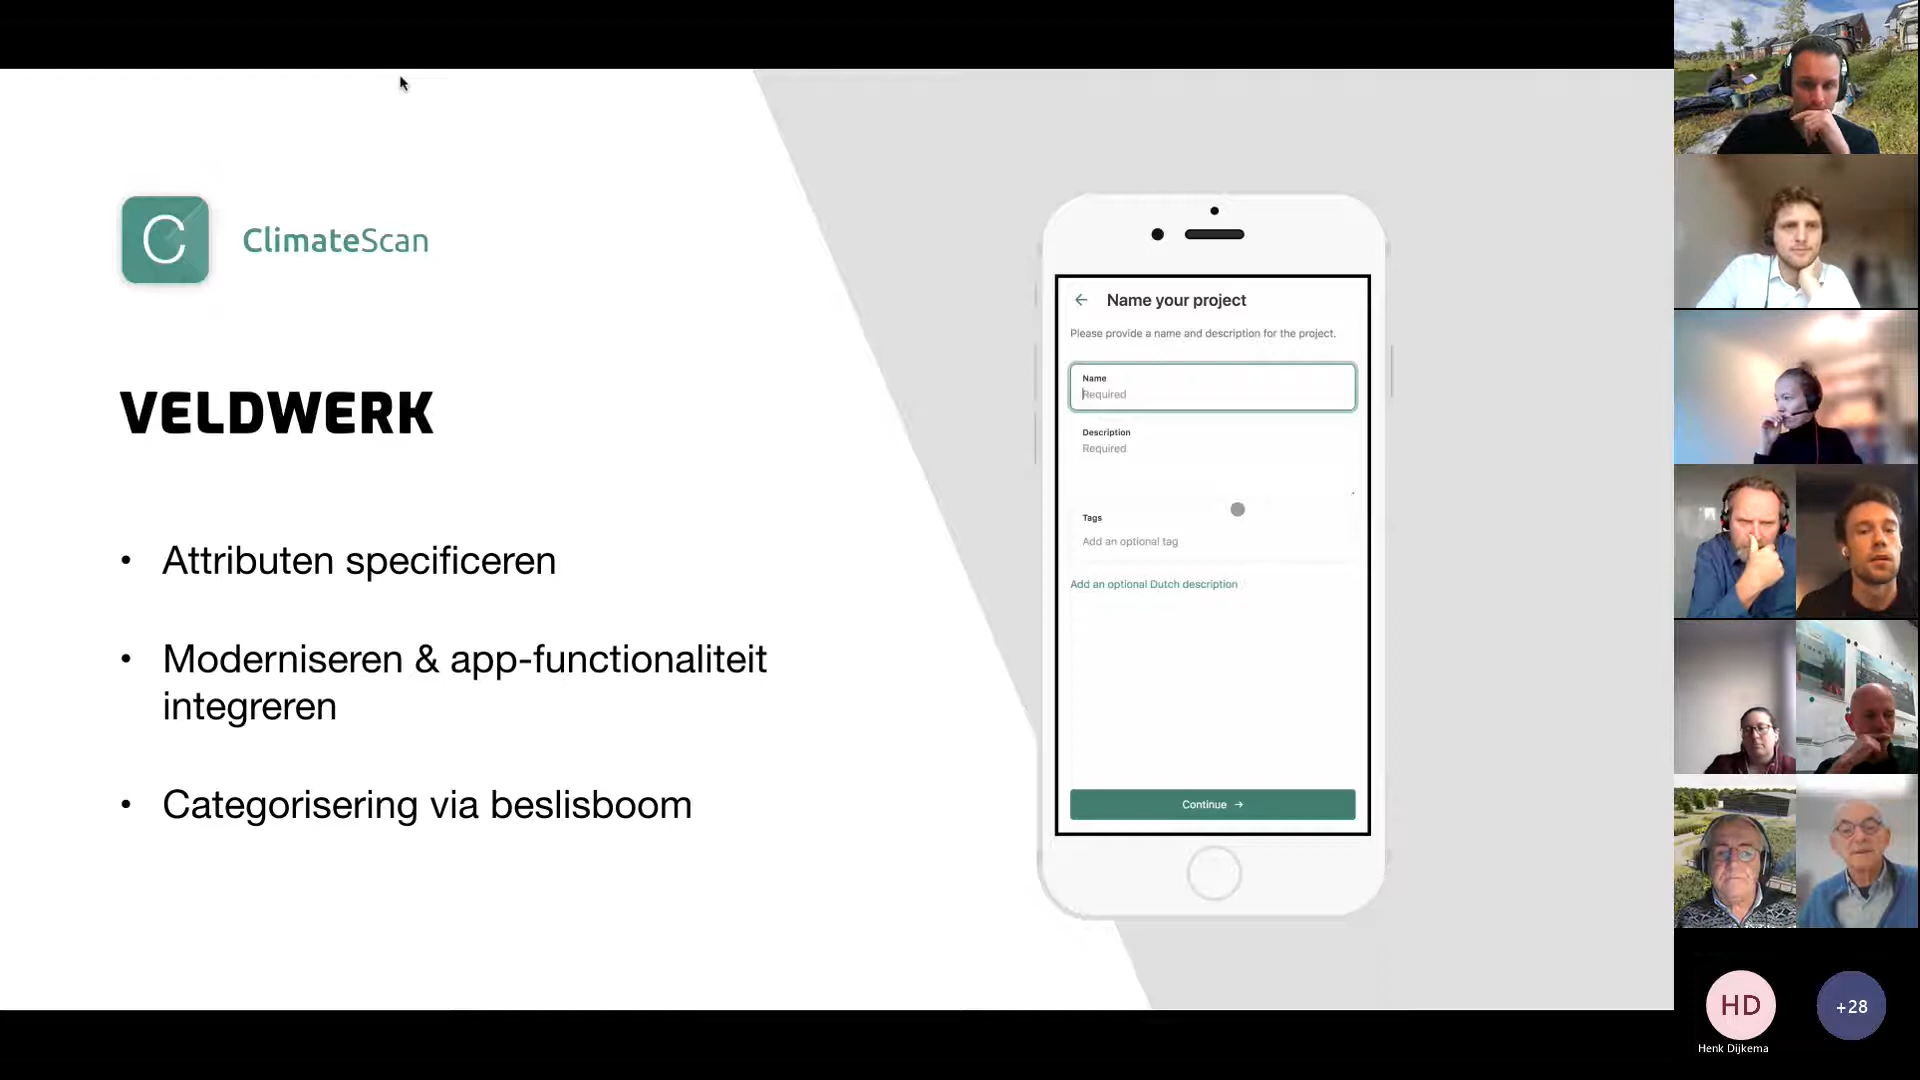 C
ClimateScan
VELDWERK
• Attributen specificeren
• Moderniseren & app-functionaliteit
integreren
• Categorisering via beslisboom
Name your project
Please provide a name and description for the project.
Name
Required
Description
Required
Tags
Add an optional tag
Add an optional Dutch description
Continue →
HD
+28
Henk Dijkema